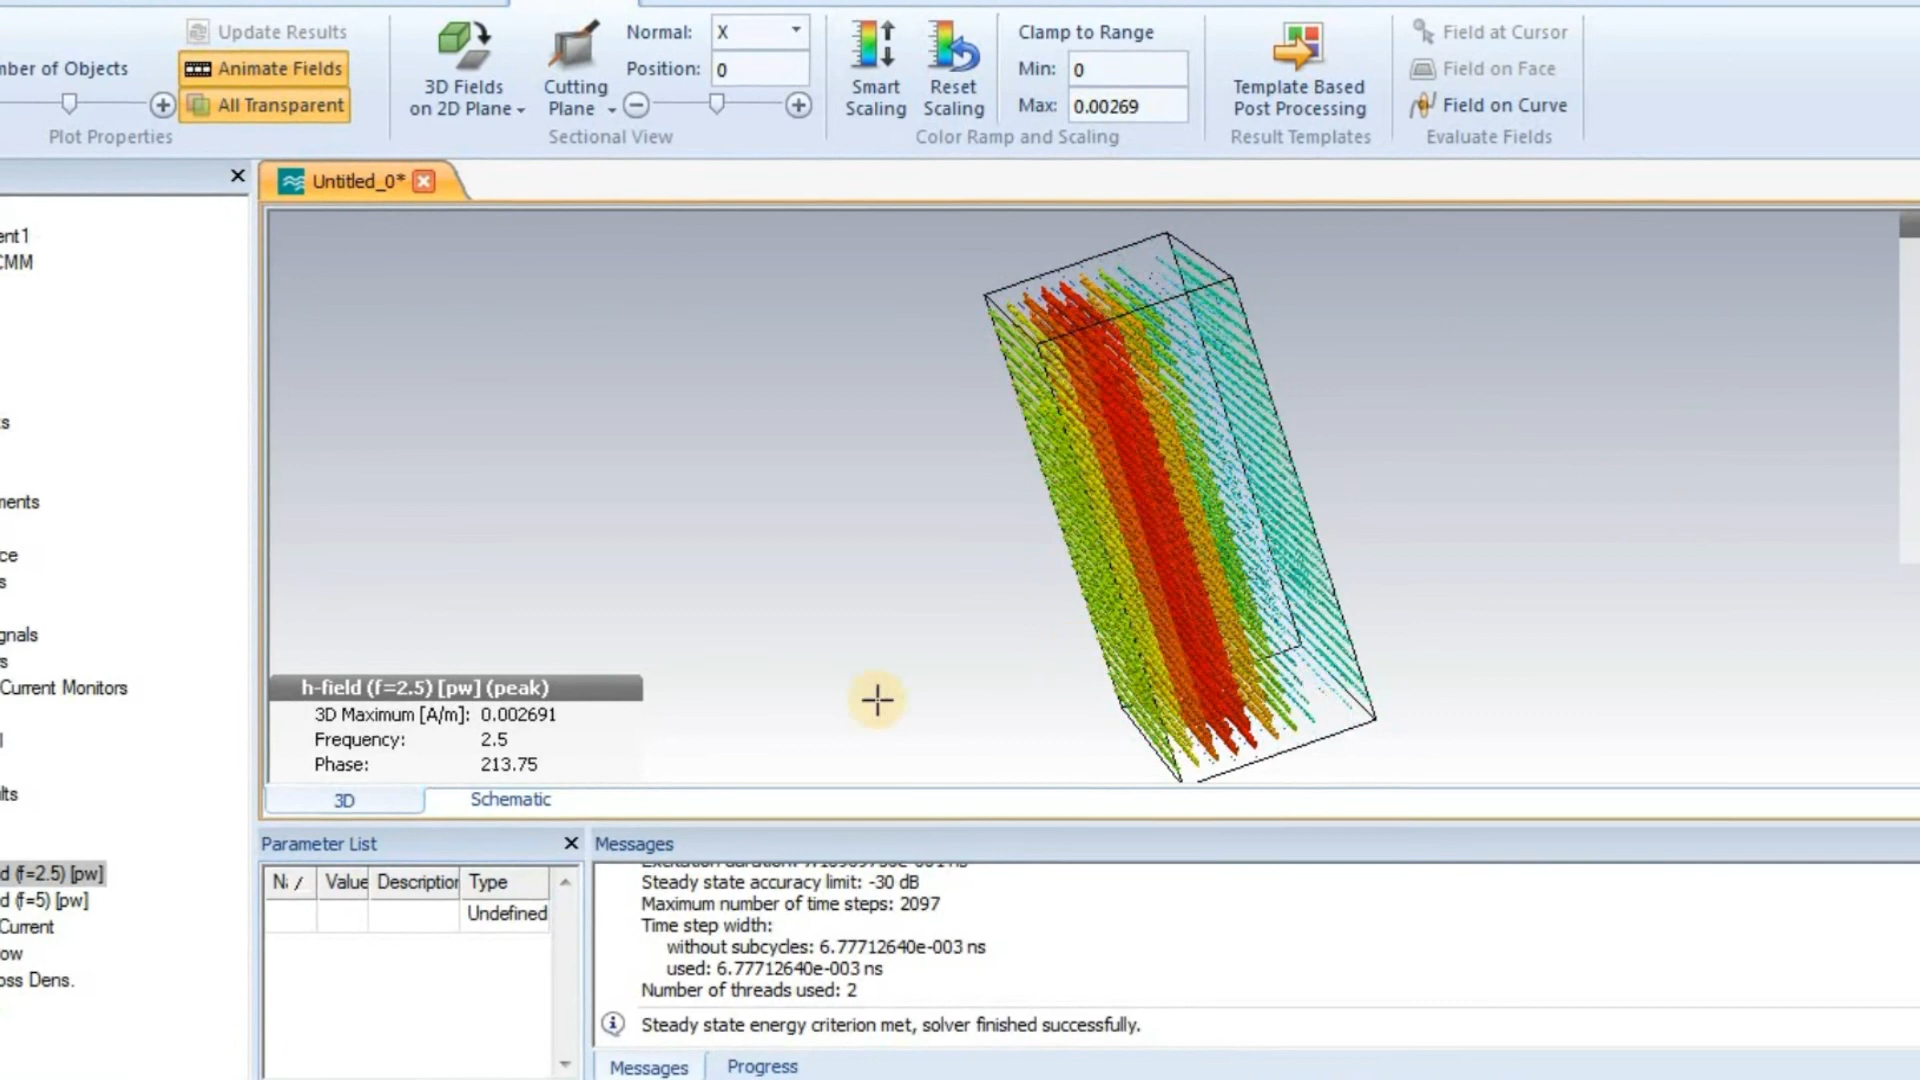 Update Results
mber of Objects
Animate Fields
All Transparent
Plot Properties
3D Fields
on 2D Plane
Cutting
Plane
Normal: X
Position: 0
Sectional View
Smart
Scaling
Reset
Scaling
Clamp to Range
Min: 0
Max: 0.00269
Color Ramp and Scaling
Template Based
Post Processing
Result Templates
Field at Cursor
Field on Face
Field on Curve
Evaluate Fields
Untitled_0*
ent1
CMM
ts
ments
ce
s
gnals
s
Current Monitors
l
lts
d (f=2.5) [pw]
d (f=5) [pw]
Current
ow
oss Dens.
h-field (f=2.5) [pw] (peak)
3D Maximum [A/m]: 0.002691
Frequency: 2.5
Phase: 213.75
3D
Schematic
Parameter List
Value Description Type
Undefined
Messages
Steady state accuracy limit: -30 dB
Maximum number of time steps: 2097
Time step width:
without subcycles: 6.77712640e-003 ns
used: 6.77712640e-003 ns
Number of threads used: 2
Steady state energy criterion met, solver finished successfully.
Messages
Progress